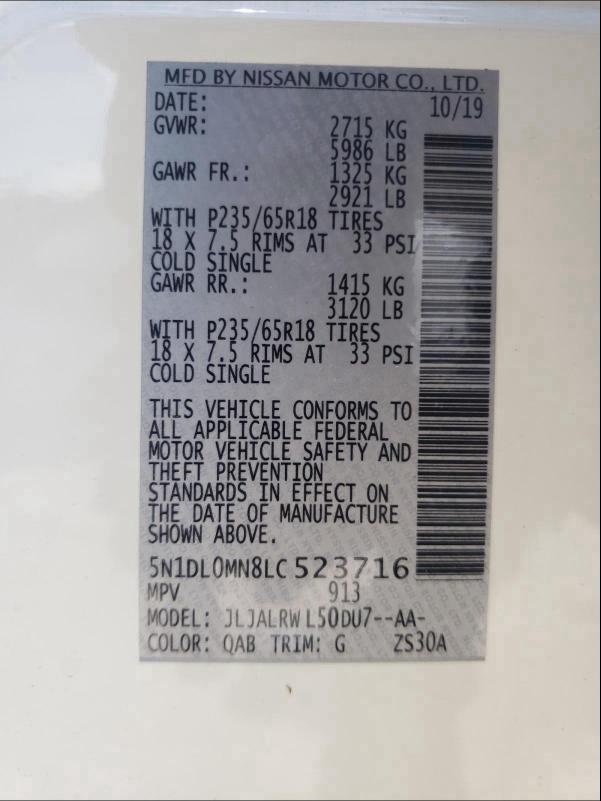 MFD BY NISSAN MOTOR CO., LTD.
DATE: 10/19
GVWR: 2715 KG
5986 LB
GAWR FR.: 1325 KG
2921 LB
WITH P235/65R18 TIRES
18 X 7.5 RIMS AT 33 PSI
COLD SINGLE
GAWR RR.: 1415 KG
3120 LB
WITH P235/65R18 TIRES
18 X 7.5 RIMS AT 33 PSI
COLD SINGLE
THIS VEHICLE CONFORMS TO
ALL APPLICABLE FEDERAL
MOTOR VEHICLE SAFETY AND
THEFT PREVENTION
STANDARDS IN EFFECT ON
THE DATE OF MANUFACTURE
SHOWN ABOVE.
5N1DL0MN8LC 523716
MPV 913
MODEL: JLJALRW L50DU7--AA-
COLOR: QAB TRIM: G ZS30A